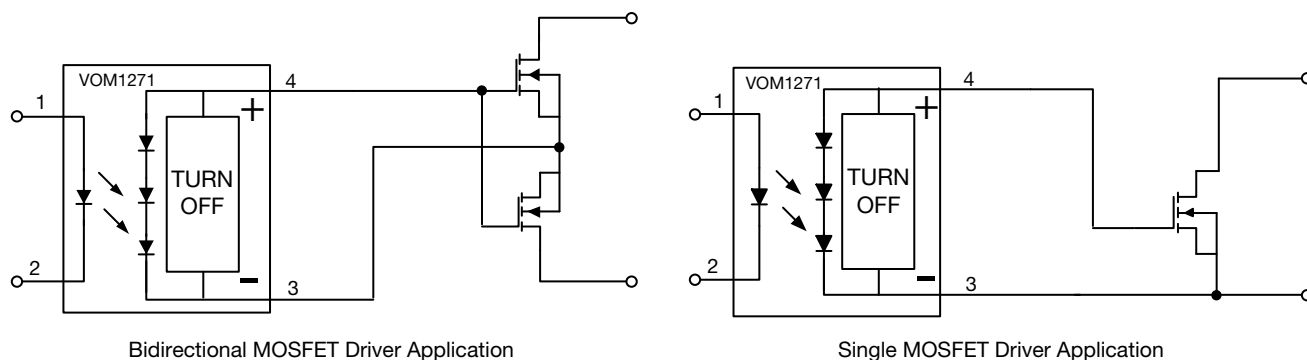 VOM1271
1
2
4
3
+
−
TURN
OFF
Bidirectional MOSFET Driver Application
VOM1271
1
2
4
3
+
−
TURN
OFF
Single MOSFET Driver Application